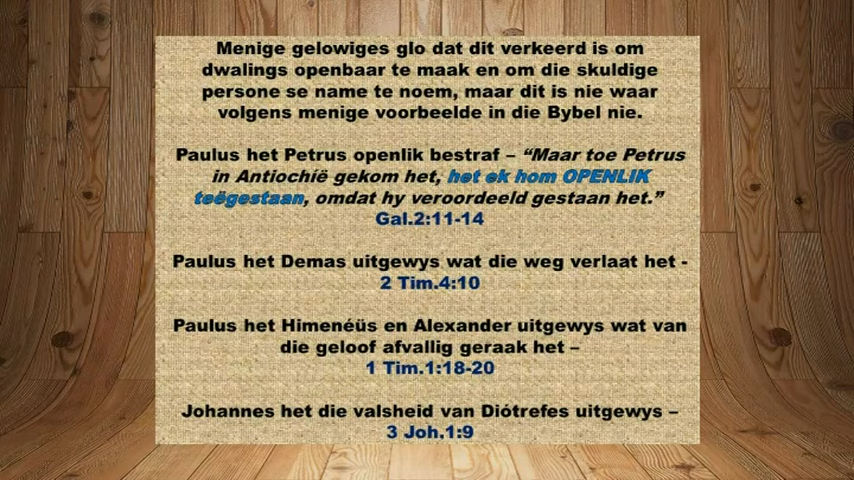 Menige gelowiges glo dat dit verkeerd is om
dwalings openbaar te maak en om die skuldige
persone se name te noem, maar dit is nie waar
volgens menige voorbeelde in die Bybel nie.
Paulus het Petrus openlik bestraf – “Maar toe Petrus
in Antiochíë gekom het, het ek hom OPENLIK
teëgestaan, omdat hy veroordeeld gestaan het.”
Gal.2:11-14
Paulus het Demas uitgewys wat die weg verlaat het -
2 Tim.4:10
Paulus het Himenéüs en Alexander uitgewys wat van
die geloof afvallig geraak het –
1 Tim.1:18-20
Johannes het die valsheid van Diótrefes uitgewys –
3 Joh.1:9